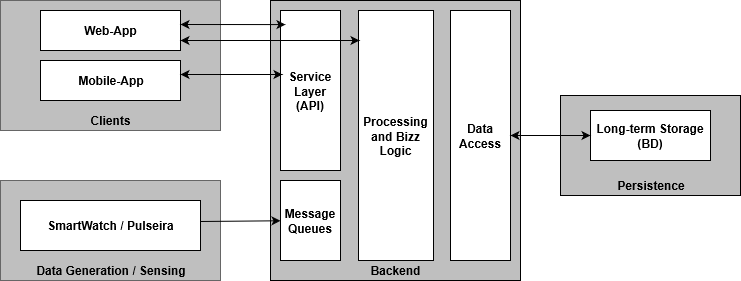 Web-App
Mobile-App
Clients
Service
Layer
(API)
Processing
and Bizz
Logic
Data
Access
Message
Queues
Backend
Long-term Storage
(BD)
Persistence
SmartWatch / Pulseira
Data Generation / Sensing